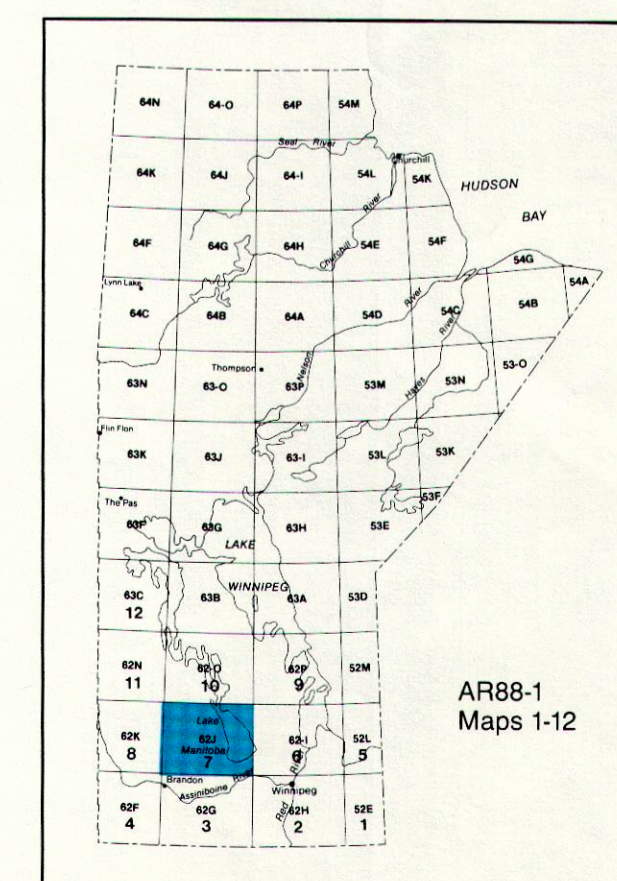 64N 64-O 64P 54M
Seal River
Churchill
64K 64J 64-I 54L 54K
HUDSON
BAY
River
64F 64G 64H 54E 54F
Churchill
54G
Lynn Lake
54A
64C 64B 64A 54D River 54C 54B
River
Thompson
Nelson
53-O
63N 63-O 63P 53M Hayes 53N
Flin Flon
63K 63J 63-I 53L 53K
The Pas
53F
63F 63G 63H 53E
LAKE
WINNIPEG
63C 63B 63A 53D
12
62N 62-O 62P 52M
11 10 9
AR88-1
Maps 1-12
Lake
62K 62J 62-I 52L
Manitoba
8 7 6 5
River
Brandon
Assiniboine River
Winnipeg
Red
62F 62G 62H 52E
4 3 2 1